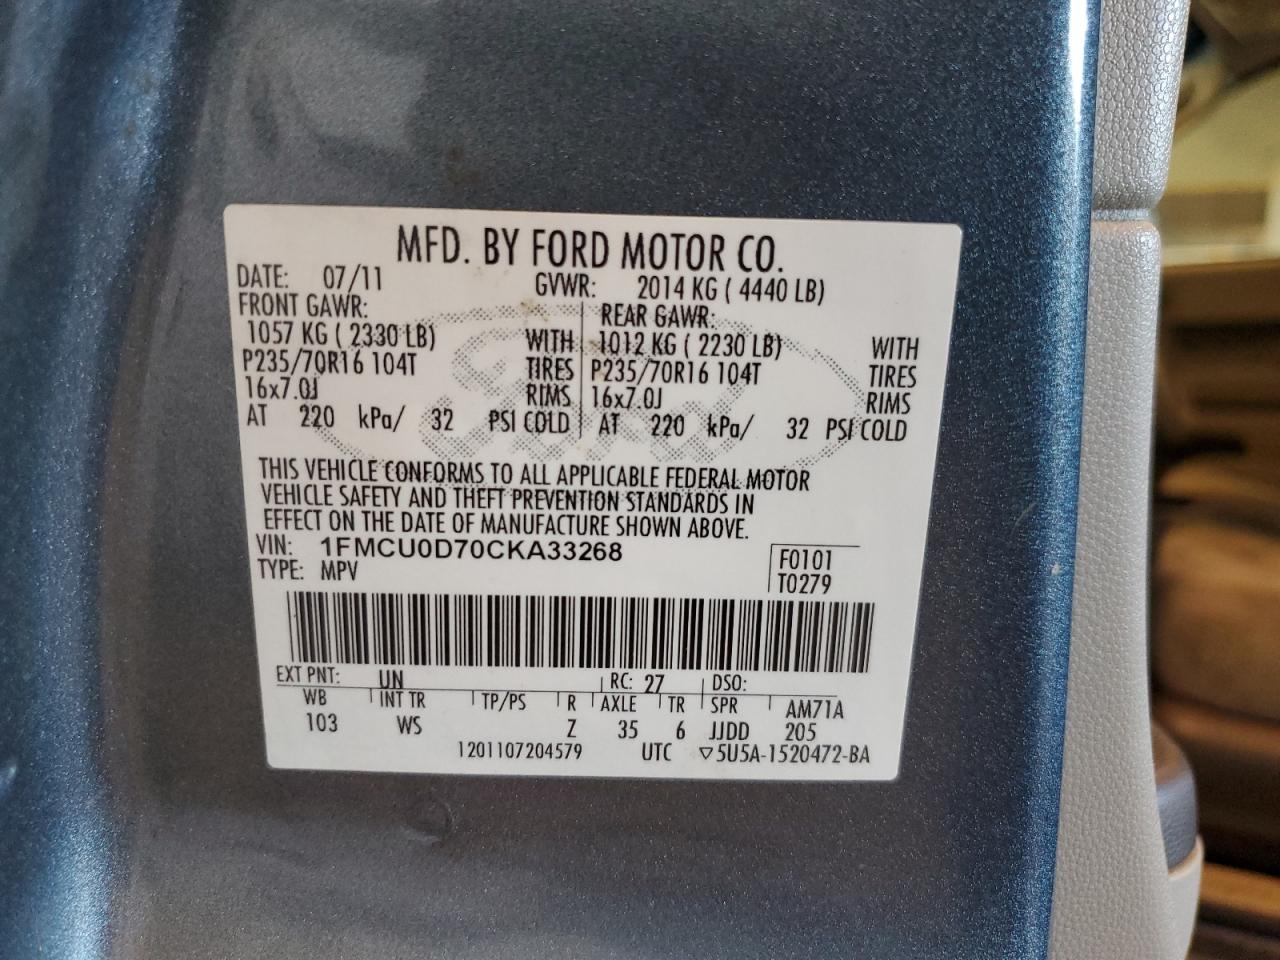 MFD. BY FORD MOTOR CO.
DATE: 07/11 GVWR: 2014 KG ( 4440 LB)
FRONT GAWR: REAR GAWR:
1057 KG ( 2330 LB) WITH 1012 KG ( 2230 LB) WITH
P235/70R16 104T TIRES P235/70R16 104T TIRES
16x7.0J RIMS 16x7.0J RIMS
AT 220 kPa/ 32 PSI COLD AT 220 kPa/ 32 PSI COLD
THIS VEHICLE CONFORMS TO ALL APPLICABLE FEDERAL MOTOR
VEHICLE SAFETY AND THEFT PREVENTION STANDARDS IN
EFFECT ON THE DATE OF MANUFACTURE SHOWN ABOVE.
VIN: 1FMCU0D70CKA33268 F0101
TYPE: MPV T0279
EXT PNT: UN RC: 27 DSO:
WB INT TR TP/PS R AXLE TR SPR AM71A
103 WS Z 35 6 JJDD 205
1201107204579 UTC ▽5U5A-1520472-BA
Ford